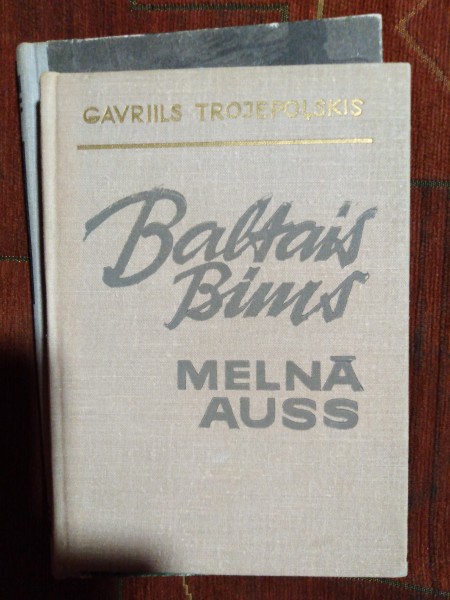 GAVRIILS TROJEPOĻSKIS
Baltais
Bims
MELNĀ
AUSS